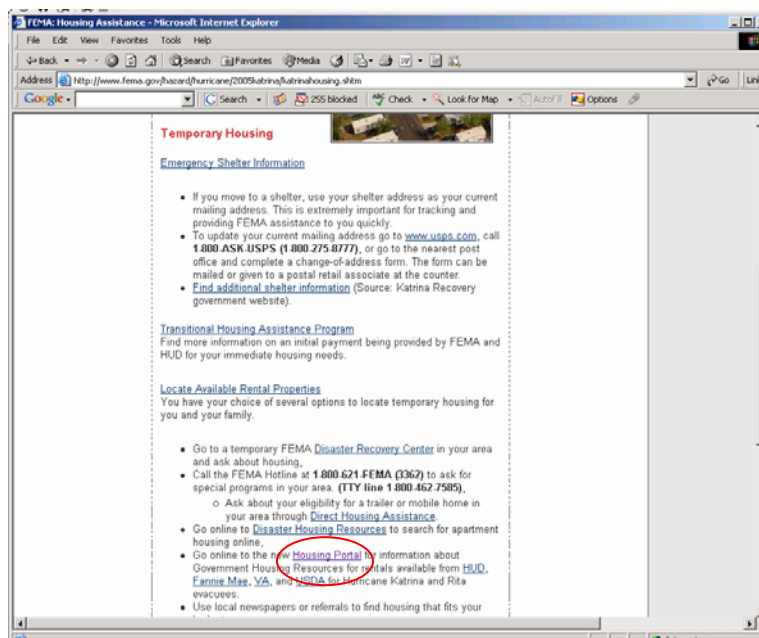 FEMA: Housing Assistance - Microsoft Internet Explorer
File Edit View Favorites Tools Help
Back Search Favorites Media
Address http://www.fema.gov/hazard/hurricane/2005katrina/katrinahousing.shtm Go Link
Google Search 255 blocked Check Look for Map AutoFill Options
Temporary Housing
Emergency Shelter Information
• If you move to a shelter, use your shelter address as your current
mailing address. This is extremely important for tracking and
providing FEMA assistance to you quickly.
• To update your current mailing address go to www.usps.com, call
1-800-ASK-USPS (1-800-275-8777), or go to the nearest post
office and complete a change-of-address form. The form can be
mailed or given to a postal retail associate at the counter.
• Find additional shelter information (Source: Katrina Recovery
government website).
Transitional Housing Assistance Program
Find more information on an initial payment being provided by FEMA and
HUD for your immediate housing needs.
Locate Available Rental Properties
You have your choice of several options to locate temporary housing for
you and your family.
• Go to a temporary FEMA Disaster Recovery Center in your area
and ask about housing,
• Call the FEMA Hotline at 1-800-621-FEMA (3362) to ask for
special programs in your area. (TTY line 1-800-462-7585),
o Ask about your eligibility for a trailer or mobile home in
your area through Direct Housing Assistance.
• Go online to Disaster Housing Resources to search for apartment
housing online,
• Go online to the new Housing Portal for information about
Government Housing Resources for rentals available from HUD,
Fannie Mae, VA, and USDA for Hurricane Katrina and Rita
evacuees.
• Use local newspapers or referrals to find housing that fits your